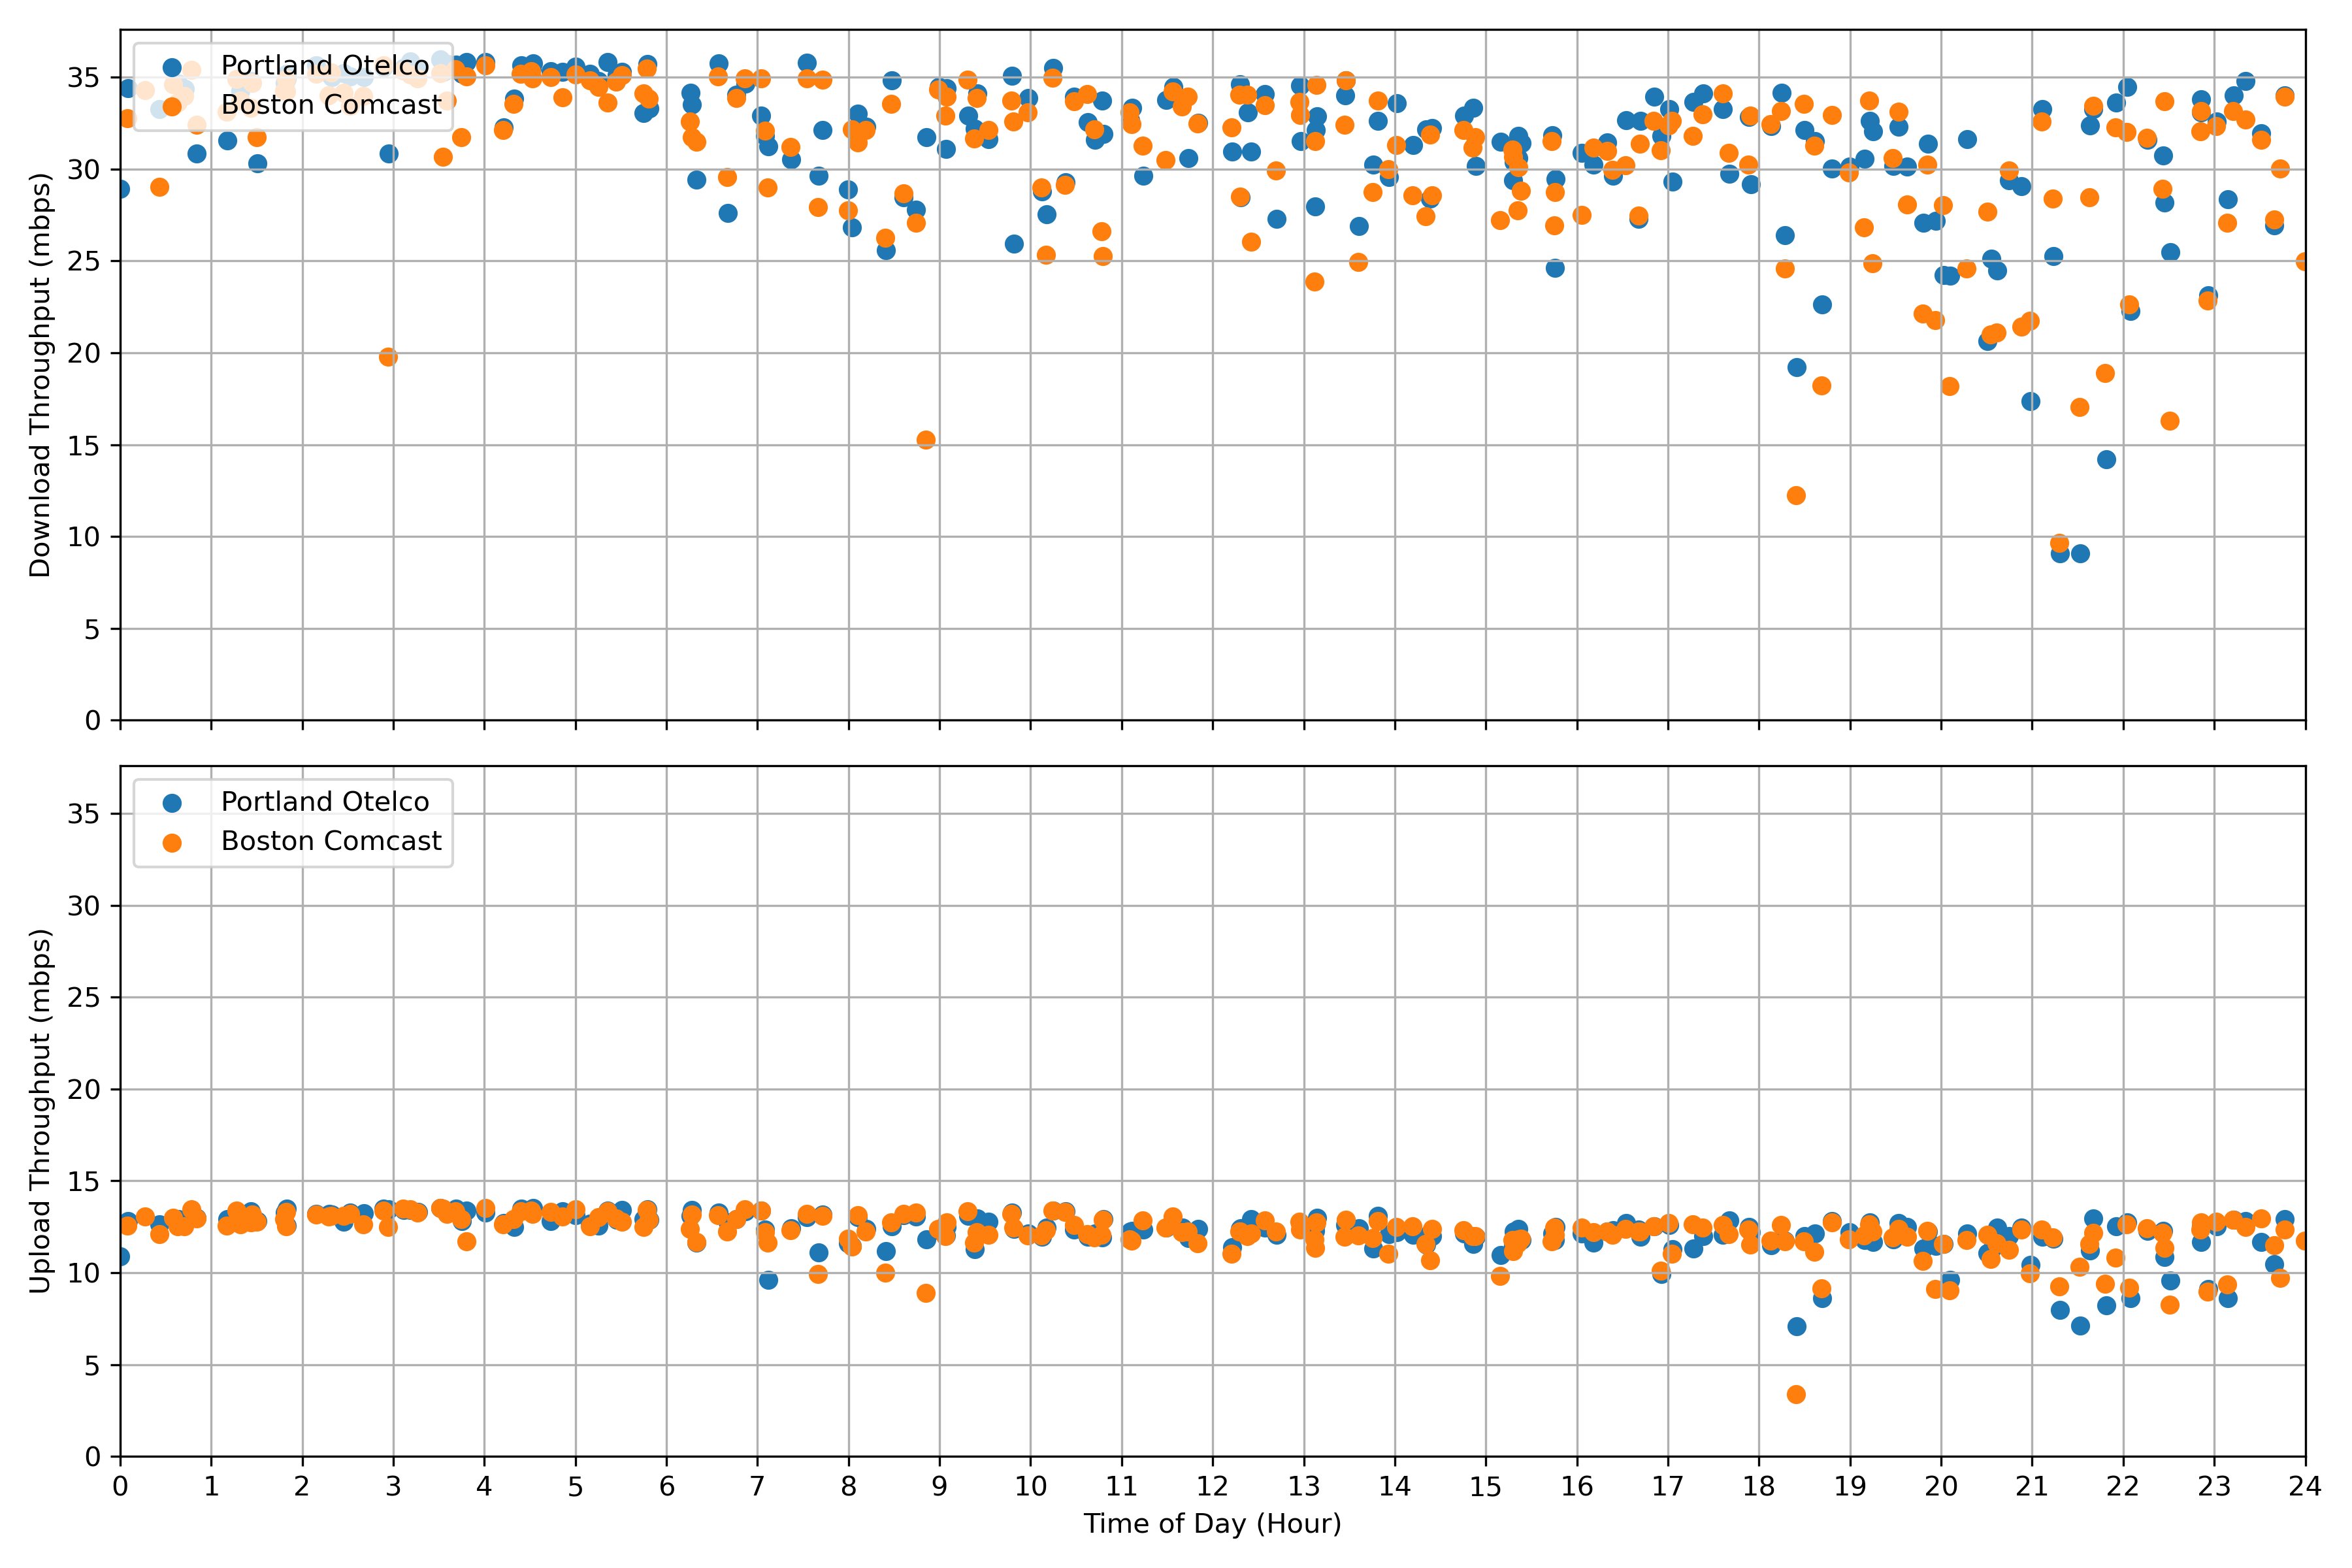 Portland Otelco
Boston Comcast
Download Throughput (mbps)
35
30
25
20
15
10
5
0
Portland Otelco
Boston Comcast
Upload Throughput (mbps)
35
30
25
20
15
10
5
0
0 1 2 3 4 5 6 7 8 9 10 11 12 13 14 15 16 17 18 19 20 21 22 23 24
Time of Day (Hour)